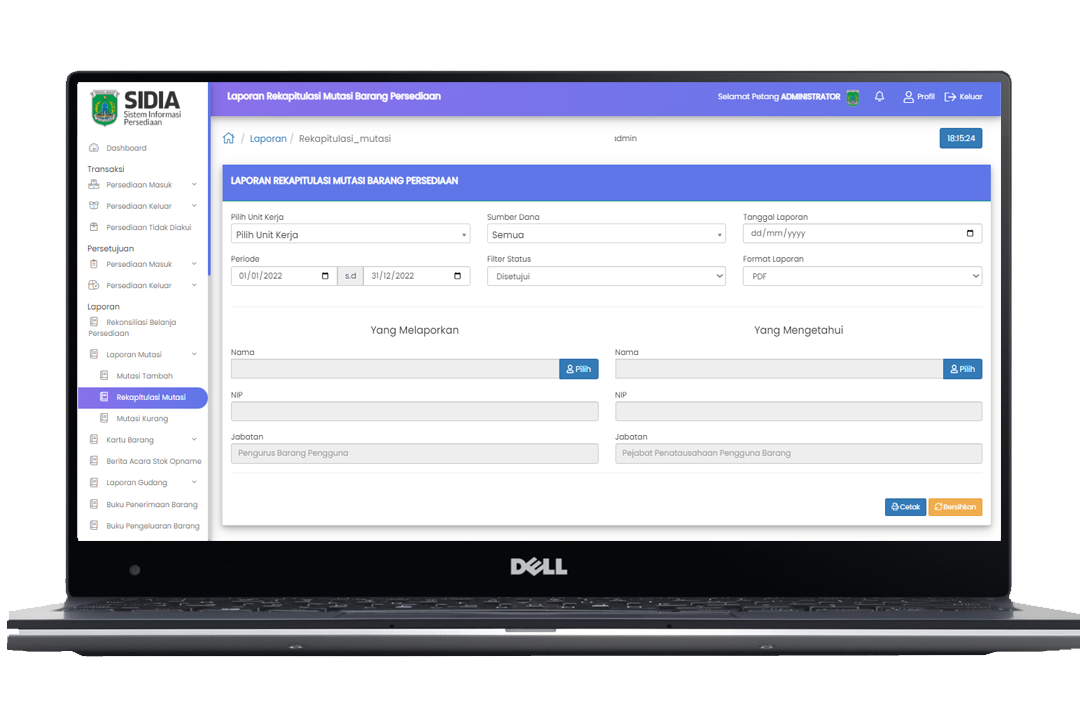 SIDIA
Sistem Informasi
Persediaan
Dashboard
Transaksi
Persediaan Masuk
Persediaan Keluar
Persediaan Tidak Diakui
Persetujuan
Persediaan Masuk
Persediaan Keluar
Laporan
Rekonsiliasi Belanja
Persediaan
Laporan Mutasi
Mutasi Tambah
Rekapitulasi Mutasi
Mutasi Kurang
Kartu Barang
Berita Acara Stok Opname
Laporan Gudang
Buku Penerimaan Barang
Buku Pengeluaran Barang
Laporan Rekapitulasi Mutasi Barang Persediaan
Selamat Petang ADMINISTRATOR
Profil
Keluar
/ Laporan / Rekapitulasi_mutasi
admin
18:15:24
LAPORAN REKAPITULASI MUTASI BARANG PERSEDIAAN
Pilih Unit Kerja
Sumber Dana
Tanggal Laporan
Pilih Unit Kerja
Semua
dd/mm/yyyy
Periode
Filter Status
Format Laporan
01/01/2022
s.d
31/12/2022
Disetujui
PDF
Yang Melaporkan
Yang Mengetahui
Nama
Nama
Pilih
Pilih
NIP
NIP
Jabatan
Jabatan
Pengurus Barang Pengguna
Pejabat Penatausahaan Pengguna Barang
Cetak
Bersihkan
DELL